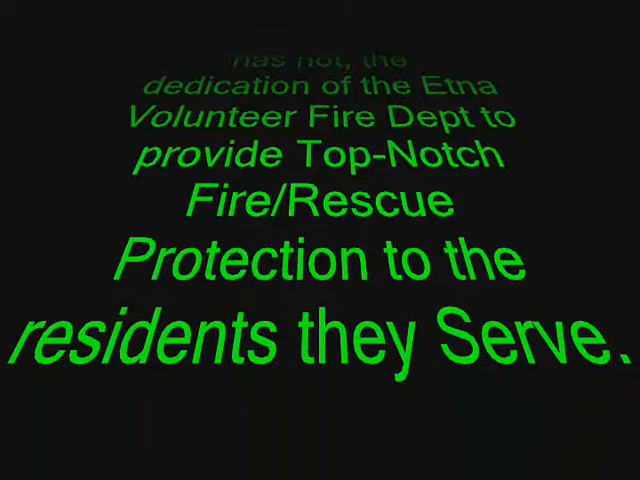 has not, the
dedication of the Etna
Volunteer Fire Dept to
provide Top-Notch
Fire/Rescue
Protection to the
residents they Serve.